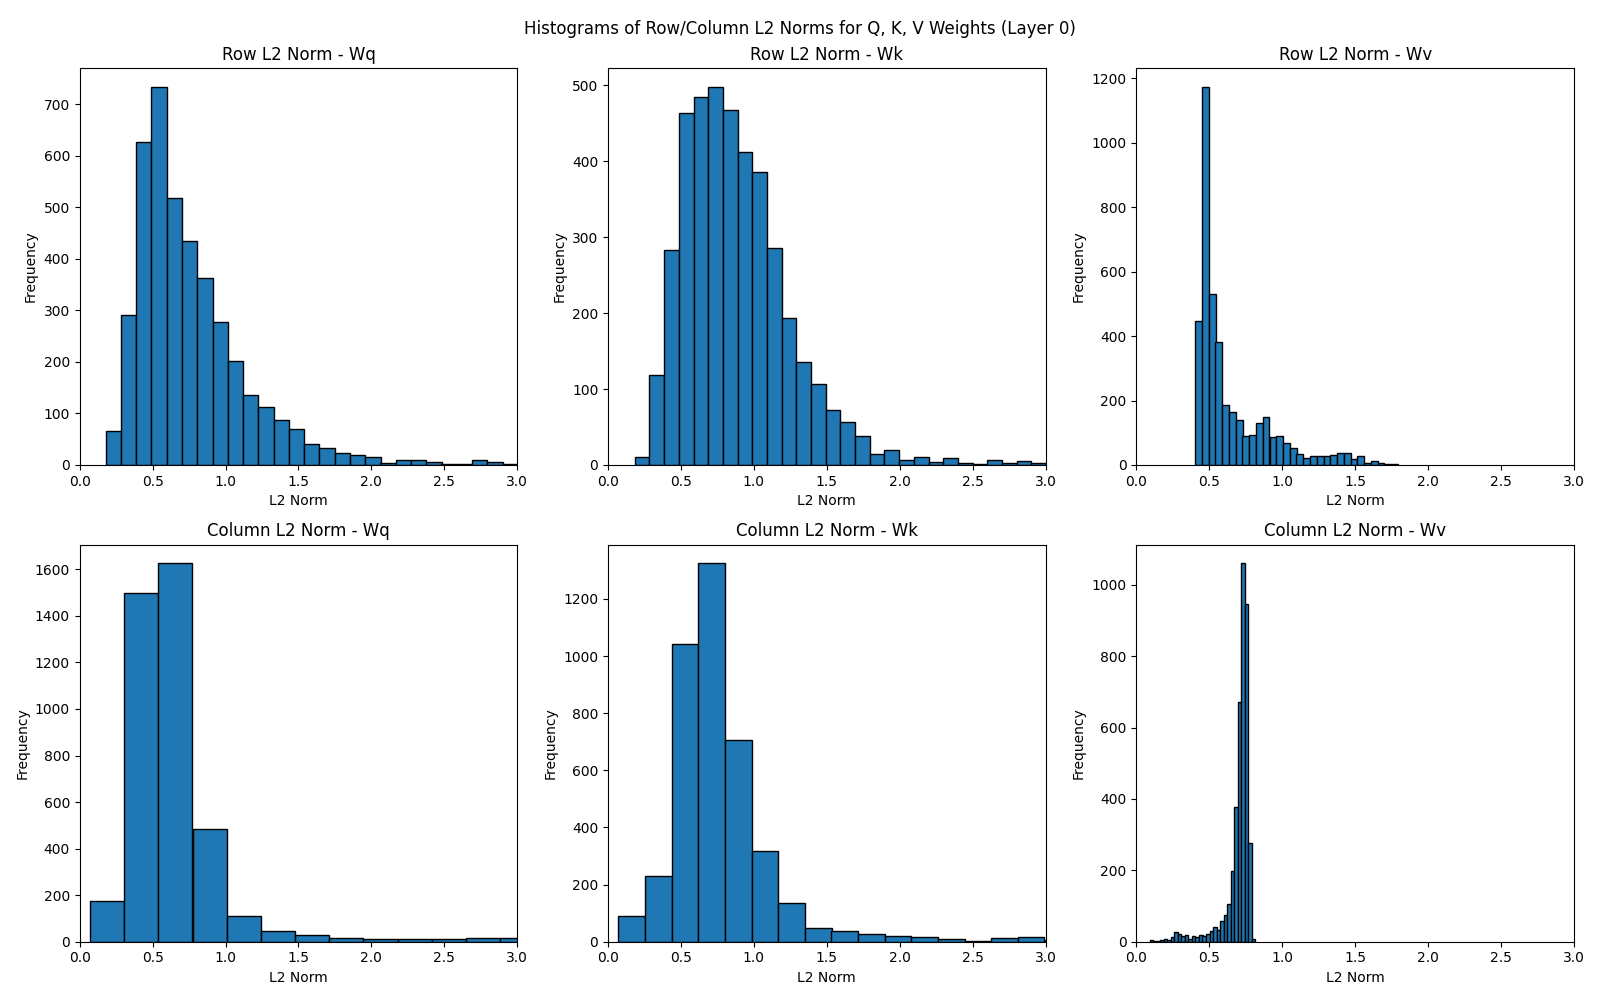 Histograms of Row/Column L2 Norms for Q, K, V Weights (Layer 0)
Row L2 Norm - Wq
Row L2 Norm - Wk
Row L2 Norm - Wv
700
600
500
400
300
200
100
0
Frequency
0.0 0.5 1.0 1.5 2.0 2.5 3.0
L2 Norm
500
400
300
200
100
0
Frequency
0.0 0.5 1.0 1.5 2.0 2.5 3.0
L2 Norm
1200
1000
800
600
400
200
0
Frequency
0.0 0.5 1.0 1.5 2.0 2.5 3.0
L2 Norm
Column L2 Norm - Wq
Column L2 Norm - Wk
Column L2 Norm - Wv
1600
1400
1200
1000
800
600
400
200
0
Frequency
0.0 0.5 1.0 1.5 2.0 2.5 3.0
L2 Norm
1200
1000
800
600
400
200
0
Frequency
0.0 0.5 1.0 1.5 2.0 2.5 3.0
L2 Norm
1000
800
600
400
200
0
Frequency
0.0 0.5 1.0 1.5 2.0 2.5 3.0
L2 Norm